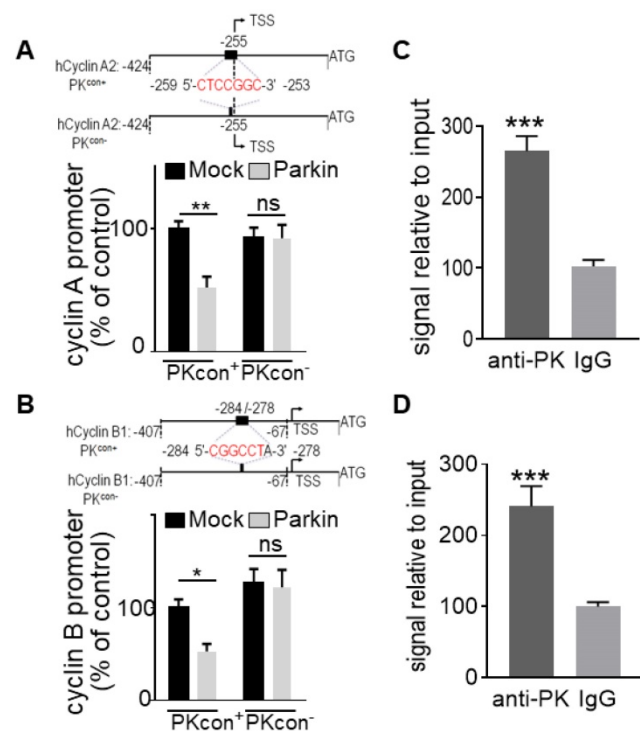 A
TSS
-255
hCyclin A2: -424
ATG
PKcon+
-259 5'-CTCCGGC-3' -253
hCyclin A2: -424
PKcon-
-255
TSS
Mock Parkin
cyclin A promoter
(% of control)
100
0
**
ns
PKcon+ PKcon-
B
-284/-278
hCyclin B1: -407
-67
TSS
ATG
PKcon+
-284 5'-CGGCCTA-3' -278
hCyclin B1: -407
PKcon-
-67
TSS
ATG
Mock Parkin
cyclin B promoter
(% of control)
100
0
*
ns
PKcon+ PKcon-
C
signal relative to input
300
200
100
0
***
anti-PK IgG
D
signal relative to input
300
200
100
0
***
anti-PK IgG